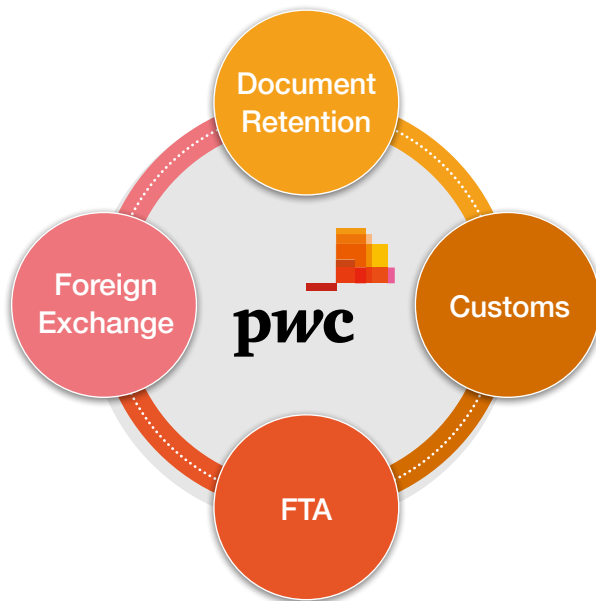 Document
Retention
Foreign
Exchange
pwc
Customs
FTA